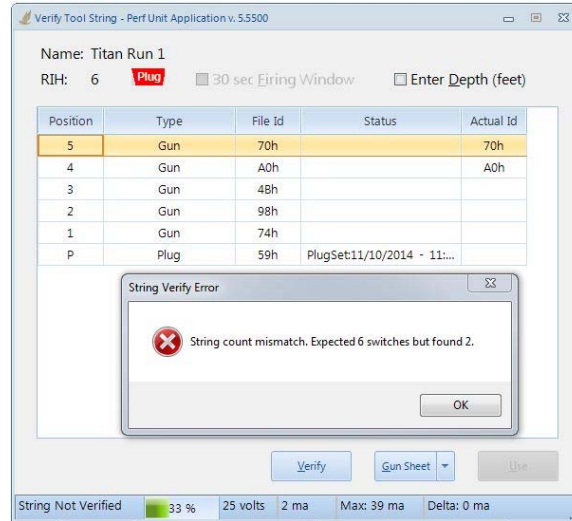 Verify Tool String - Perf Unit Application v. 5.5500
Name: Titan Run 1
RIH: 6 Plug 30 sec Firing Window Enter Depth (feet)
Position Type File Id Status Actual Id
5 Gun 70h 70h
4 Gun A0h A0h
3 Gun 4Bh
2 Gun 98h
1 Gun 74h
P Plug 59h PlugSet:11/10/2014 - 11:...
String Verify Error
String count mismatch. Expected 6 switches but found 2.
OK
Verify Gun Sheet Use
String Not Verified 33 % 25 volts 2 ma Max: 39 ma Delta: 0 ma